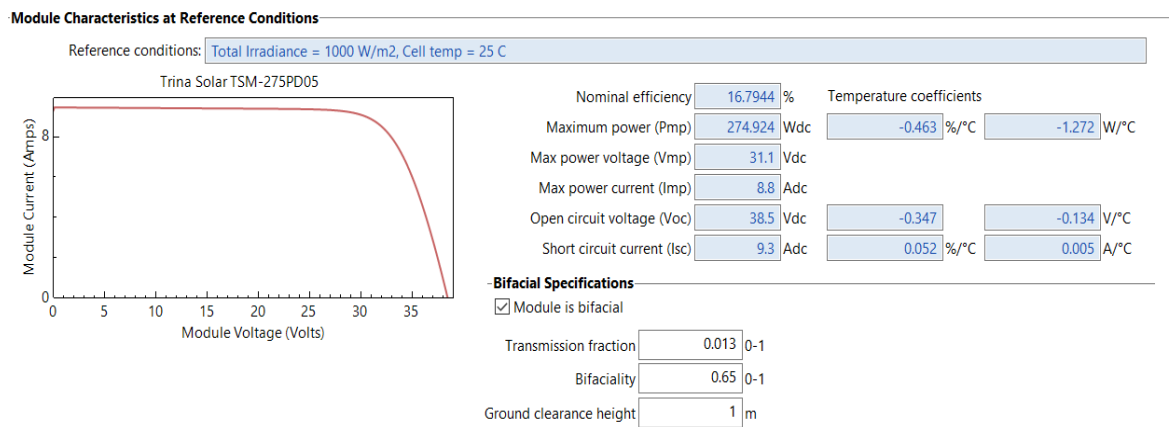 Module Characteristics at Reference Conditions
Reference conditions: Total Irradiance = 1000 W/m2, Cell temp = 25 C
Trina Solar TSM-275PD05
Module Current (Amps)
8
0
0 5 10 15 20 25 30 35
Module Voltage (Volts)
Nominal efficiency 16.7944 % Temperature coefficients
Maximum power (Pmp) 274.924 Wdc -0.463 %/°C -1.272 W/°C
Max power voltage (Vmp) 31.1 Vdc
Max power current (Imp) 8.8 Adc
Open circuit voltage (Voc) 38.5 Vdc -0.347 -0.134 V/°C
Short circuit current (Isc) 9.3 Adc 0.052 %/°C 0.005 A/°C
Bifacial Specifications
Module is bifacial
Transmission fraction 0.013 0-1
Bifaciality 0.65 0-1
Ground clearance height 1 m